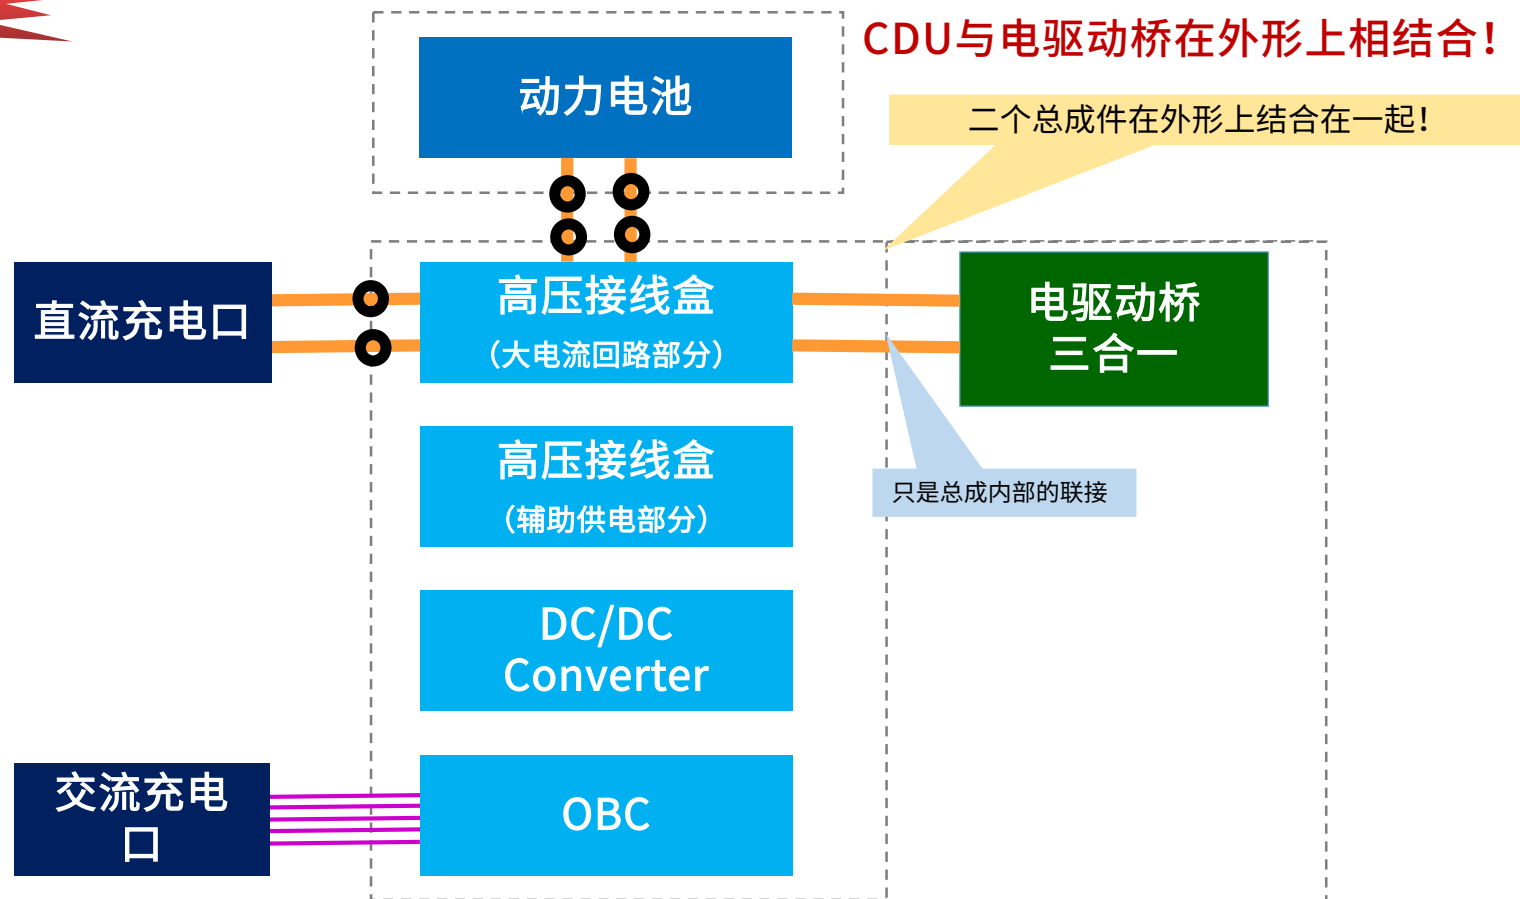 CDU与电驱动桥在外形上相结合！
动力电池
二个总成件在外形上结合在一起！
直流充电口
高压接线盒
（大电流回路部分）
电驱动桥
三合一
高压接线盒
（辅助供电部分）
只是总成内部的联接
DC/DC
Converter
交流充电
口
OBC